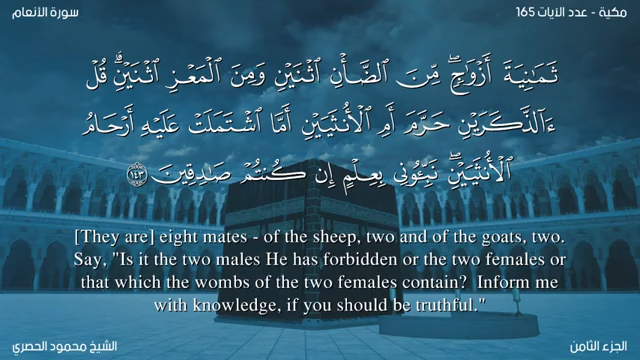 سورة الأنعام
مكية - عدد الآيات 165
ثَمَٰنِيَةَ أَزْوَٰجٍۖ مِّنَ ٱلضَّأْنِ ٱثْنَيْنِ وَمِنَ ٱلْمَعْزِ ٱثْنَيْنِۗ قُلْ
ءَآلذَّكَرَيْنِ حَرَّمَ أَمِ ٱلْأُنثَيَيْنِ أَمَّا ٱشْتَمَلَتْ عَلَيْهِ أَرْحَامُ
ٱلْأُنثَيَيْنِۖ نَبِّـُٔونِى بِعِلْمٍ إِن كُنتُمْ صَٰدِقِينَ ١٤٣
[They are] eight mates - of the sheep, two and of the goats, two.
Say, "Is it the two males He has forbidden or the two females or
that which the wombs of the two females contain?  Inform me
with knowledge, if you should be truthful."
الشيخ محمود الحصري
الجزء الثامن